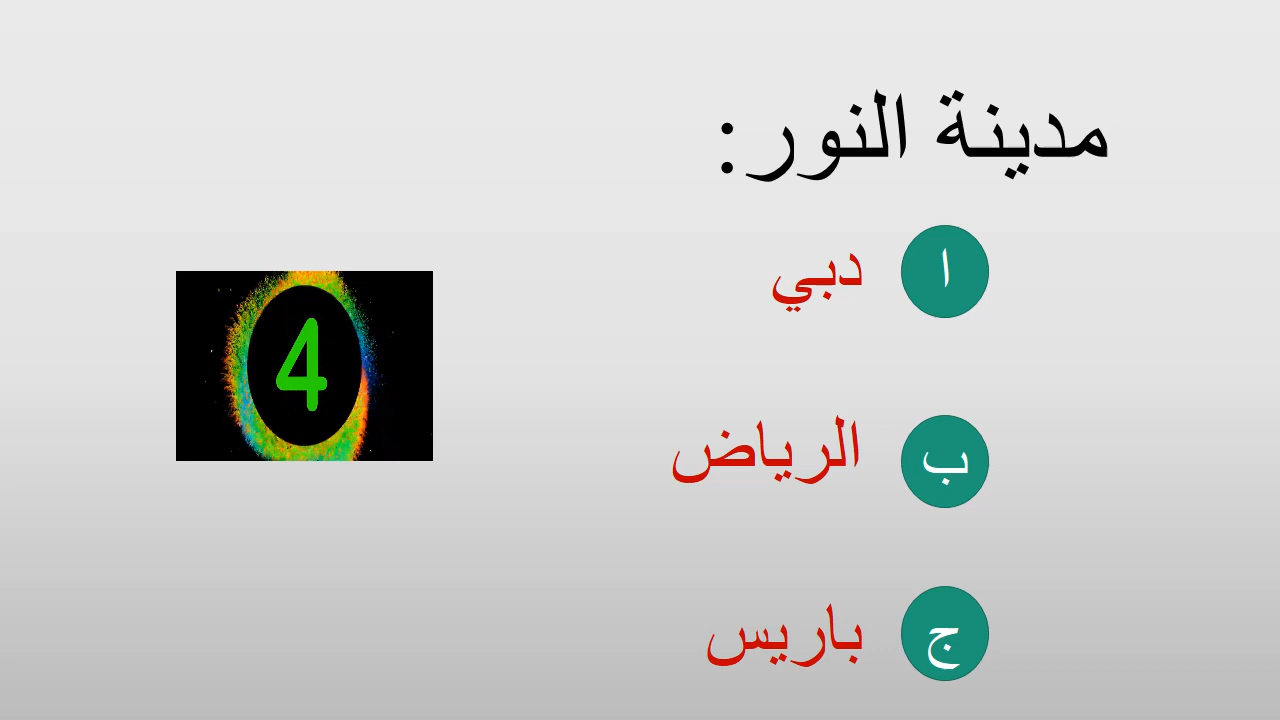 مدينة النور:
ا دبي
ب الرياض
ج باريس
4